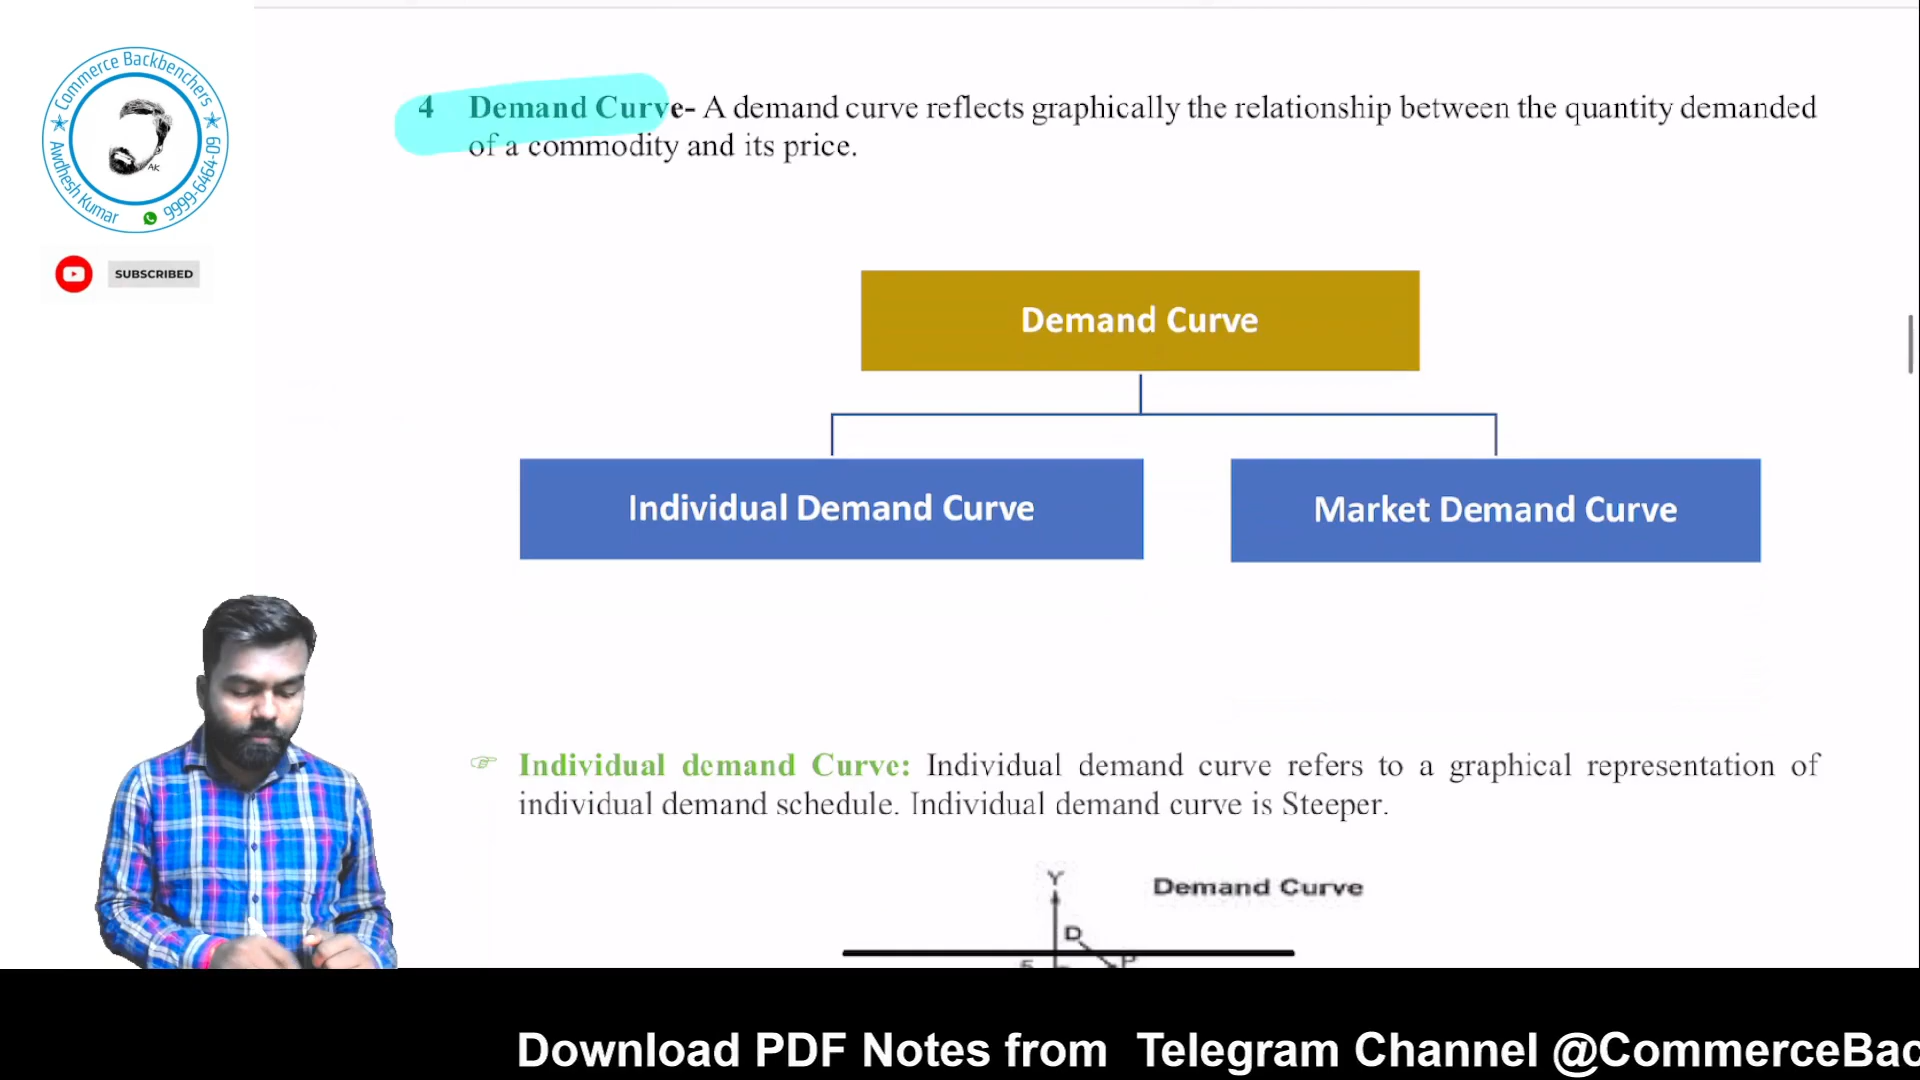 Commerce Backbenchers
Awdhesh Kumar
9999-6464-09
AK
SUBSCRIBED
4 Demand Curve- A demand curve reflects graphically the relationship between the quantity demanded
of a commodity and its price.
Demand Curve
Individual Demand Curve
Market Demand Curve
Individual demand Curve: Individual demand curve refers to a graphical representation of
individual demand schedule. Individual demand curve is Steeper.
Y
Demand Curve
D
P
5
Download PDF Notes from Telegram Channel @CommerceBac